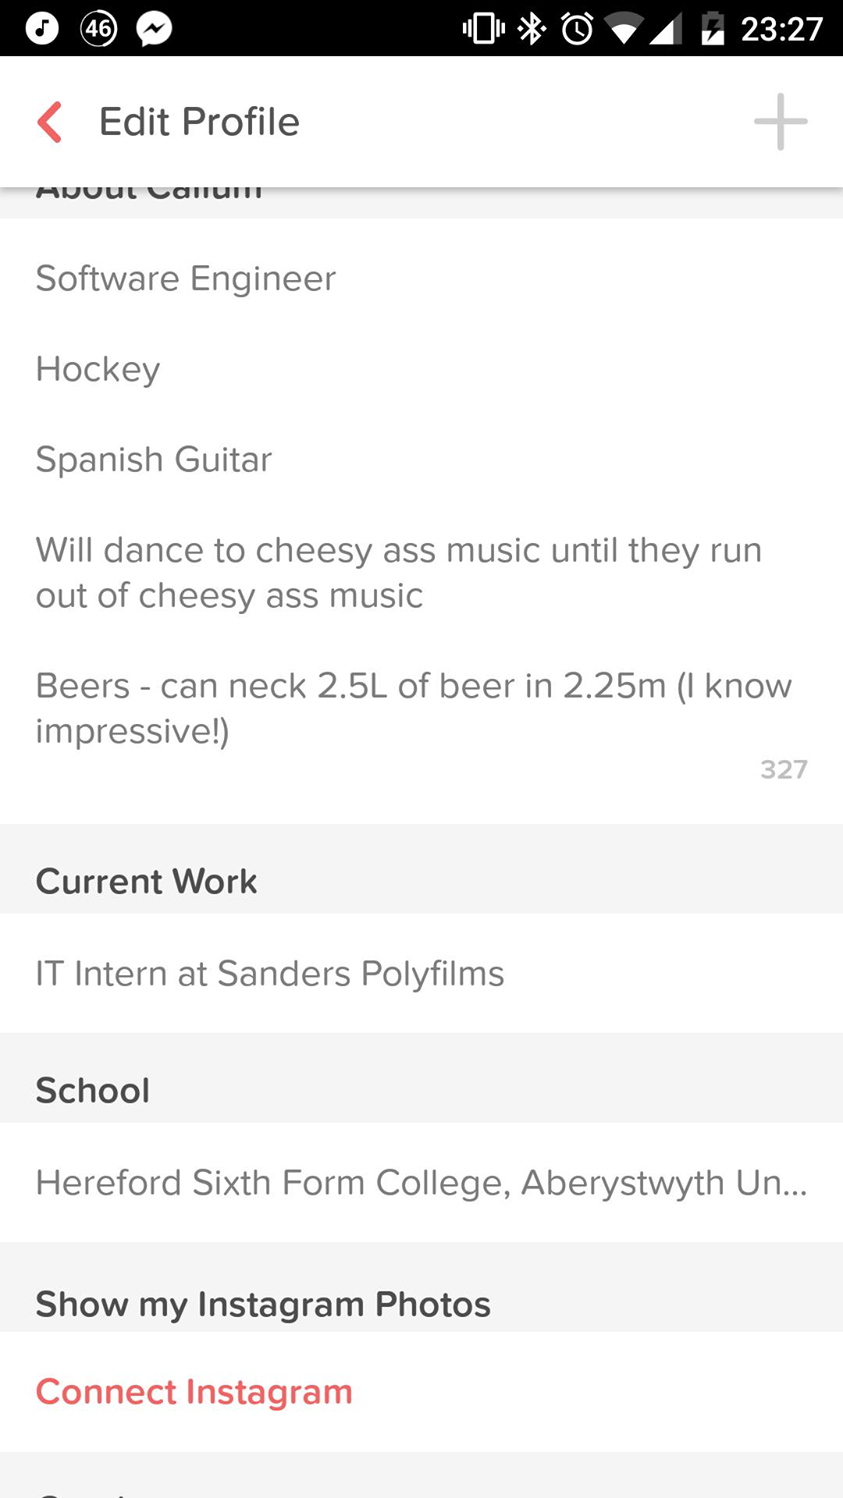 46
23:27
Edit Profile
About Callum
Software Engineer
Hockey
Spanish Guitar
Will dance to cheesy ass music until they run
out of cheesy ass music
Beers - can neck 2.5L of beer in 2.25m (I know
impressive!)
327
Current Work
IT Intern at Sanders Polyfilms
School
Hereford Sixth Form College, Aberystwyth Un...
Show my Instagram Photos
Connect Instagram